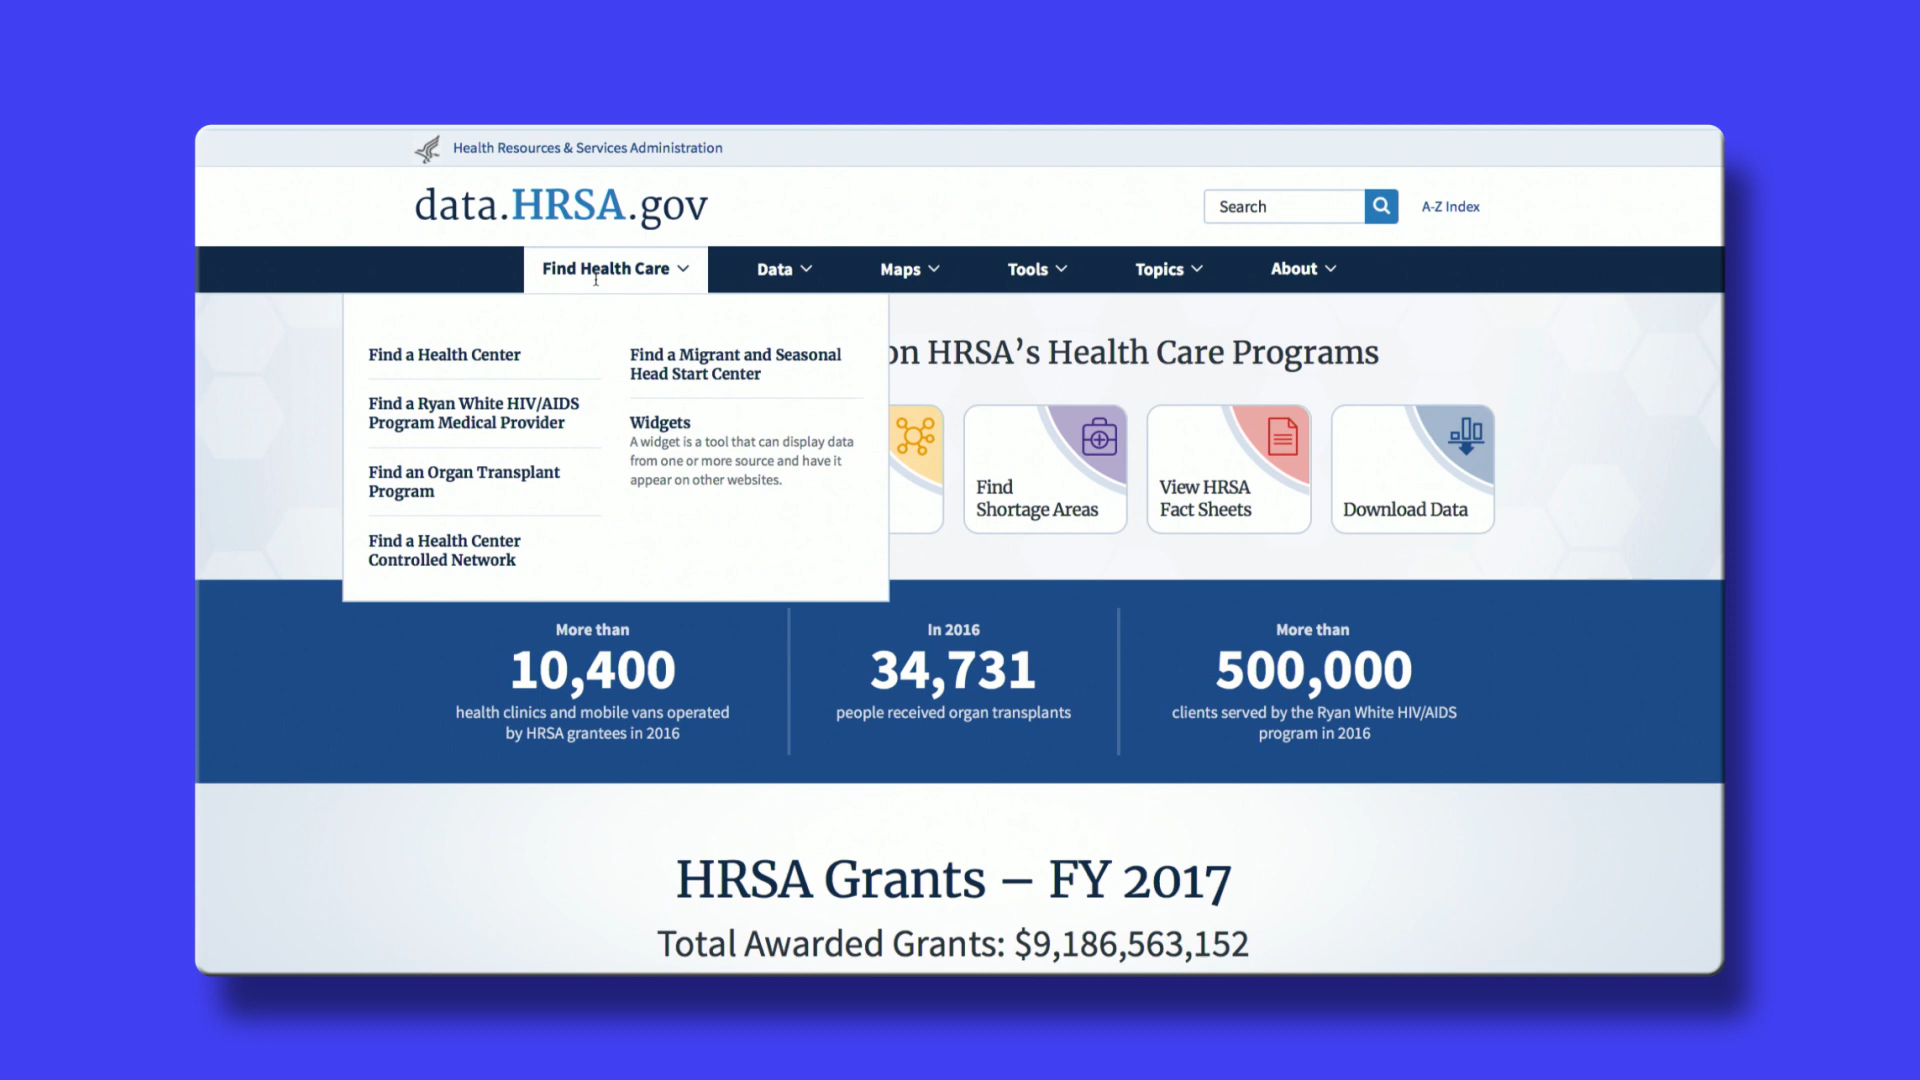 Health Resources & Services Administration
data.HRSA.gov
Search
A-Z Index
Find Health Care
Data
Maps
Tools
Topics
About
Find a Health Center
Find a Ryan White HIV/AIDS
Program Medical Provider
Find an Organ Transplant
Program
Find a Health Center
Controlled Network
Find a Migrant and Seasonal
Head Start Center
Widgets
A widget is a tool that can display data
from one or more source and have it
appear on other websites.
on HRSA’s Health Care Programs
Find
Shortage Areas
View HRSA
Fact Sheets
Download Data
More than
10,400
health clinics and mobile vans operated
by HRSA grantees in 2016
In 2016
34,731
people received organ transplants
More than
500,000
clients served by the Ryan White HIV/AIDS
program in 2016
HRSA Grants – FY 2017
Total Awarded Grants: $9,186,563,152